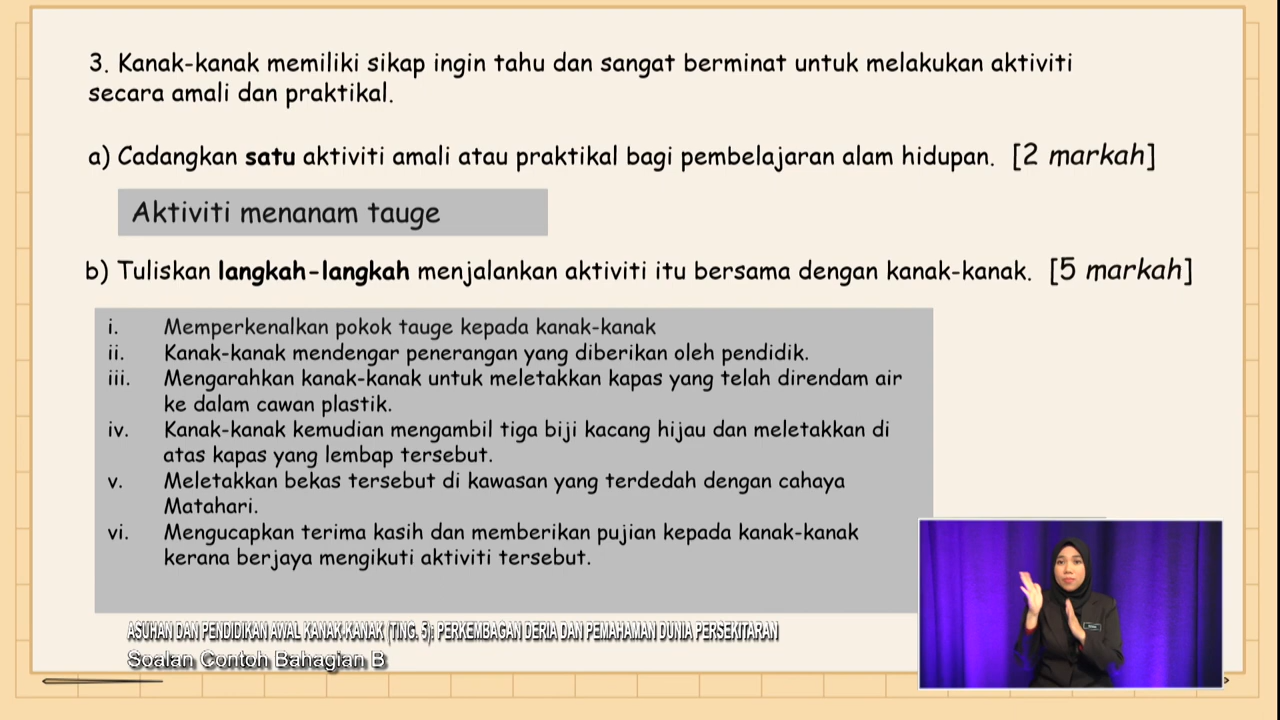 3. Kanak-kanak memiliki sikap ingin tahu dan sangat berminat untuk melakukan aktiviti
secara amali dan praktikal.
a) Cadangkan satu aktiviti amali atau praktikal bagi pembelajaran alam hidupan. [2 markah]
Aktiviti menanam tauge
b) Tuliskan langkah-langkah menjalankan aktiviti itu bersama dengan kanak-kanak. [5 markah]
i. Memperkenalkan pokok tauge kepada kanak-kanak
ii. Kanak-kanak mendengar penerangan yang diberikan oleh pendidik.
iii. Mengarahkan kanak-kanak untuk meletakkan kapas yang telah direndam air
ke dalam cawan plastik.
iv. Kanak-kanak kemudian mengambil tiga biji kacang hijau dan meletakkan di
atas kapas yang lembap tersebut.
v. Meletakkan bekas tersebut di kawasan yang terdedah dengan cahaya
Matahari.
vi. Mengucapkan terima kasih dan memberikan pujian kepada kanak-kanak
kerana berjaya mengikuti aktiviti tersebut.
ASUHAN DAN PENDIDIKAN AWAL KANAK-KANAK (TING. 5): PERKEMBAGAN DERIA DAN PEMAHAMAN DUNIA PERSEKITARAN
Soalan Contoh Bahagian B